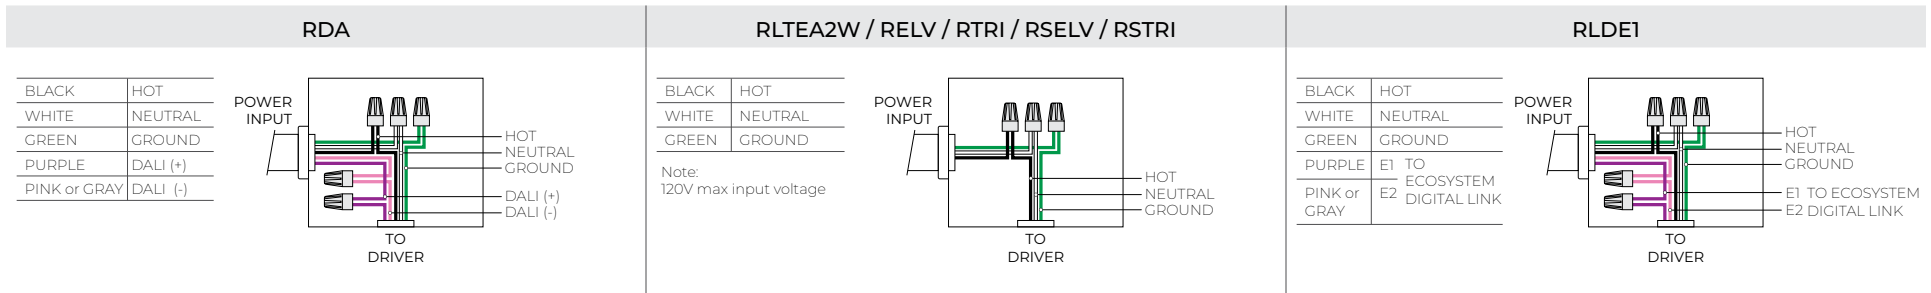 RDA
BLACK HOT
WHITE NEUTRAL
GREEN GROUND
PURPLE DALI (+)
PINK or GRAY DALI (-)
POWER
INPUT
HOT
NEUTRAL
GROUND
DALI (+)
DALI (-)
TO
DRIVER
RLTEA2W / RELV / RTRI / RSELV / RSTRI
BLACK HOT
WHITE NEUTRAL
GREEN GROUND
Note:
120V max input voltage
POWER
INPUT
HOT
NEUTRAL
GROUND
TO
DRIVER
RLDE1
BLACK HOT
WHITE NEUTRAL
GREEN GROUND
PURPLE E1 TO
ECOSYSTEM
PINK or E2 DIGITAL LINK
GRAY
POWER
INPUT
HOT
NEUTRAL
GROUND
E1 TO ECOSYSTEM
E2 DIGITAL LINK
TO
DRIVER